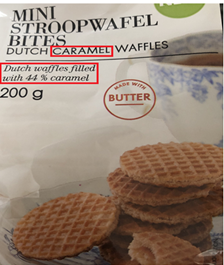 MINI
STROOPWAFEL
BITES
DUTCH CARAMEL WAFFLES
Dutch waffles filled
with 44 % caramel
200 g
MADE WITH
BUTTER